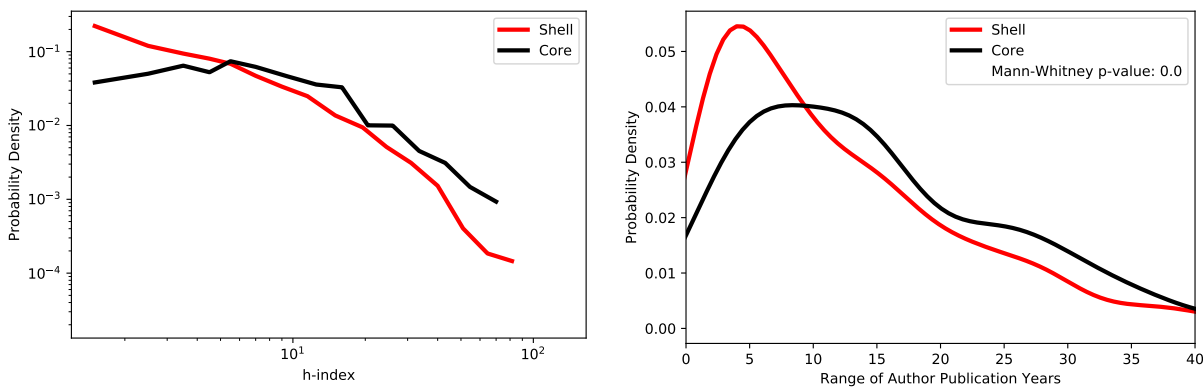 Shell
Core
10⁻¹
10⁻²
10⁻³
10⁻⁴
Probability Density
10¹
10²
h-index
Shell
Core
Mann-Whitney p-value: 0.0
0.05
0.04
0.03
0.02
0.01
0.00
Probability Density
0 5 10 15 20 25 30 35 40
Range of Author Publication Years